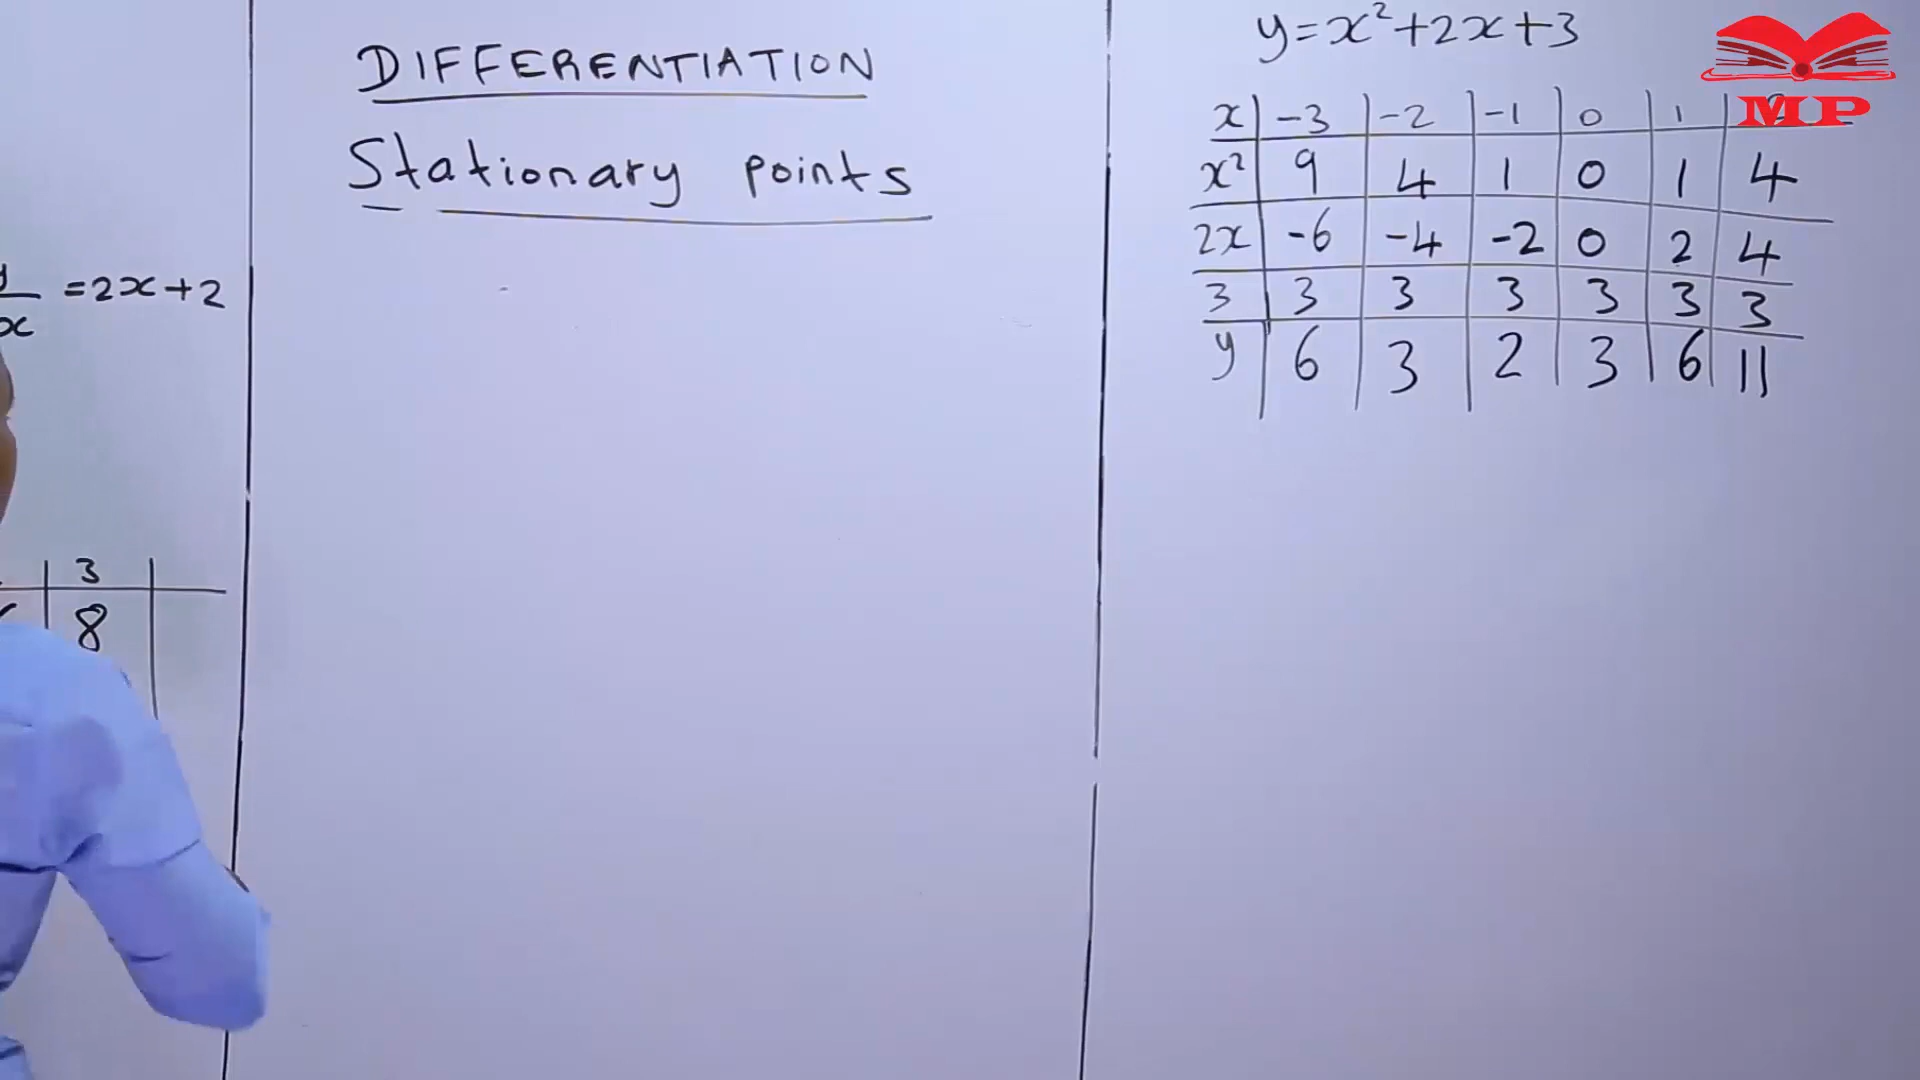 DIFFERENTIATION
Stationary points
= 2x + 2
x
3
8
y = x² + 2x + 3
MP
x | -3 | -2 | -1 | 0 | 1
x² | 9 | 4 | 1 | 0 | 1 | 4
2x | -6 | -4 | -2 | 0 | 2 | 4
3 | 3 | 3 | 3 | 3 | 3 | 3
y | 6 | 3 | 2 | 3 | 6 | 11